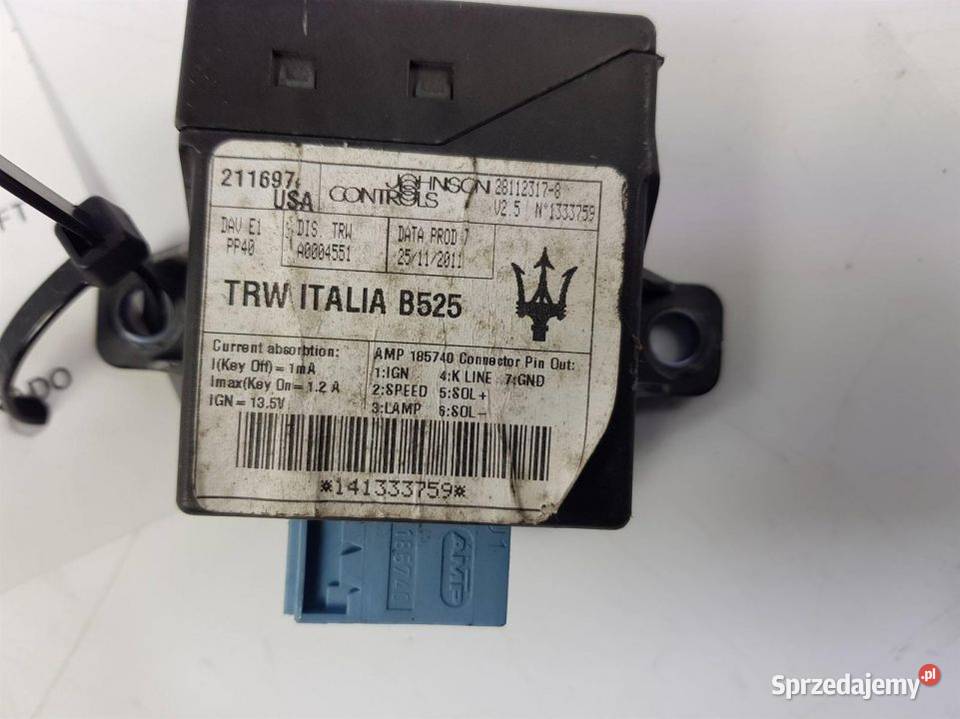 211697
USA
JOHNSON
CONTROLS
28112317-8
V2.5 N°1333759
DAV E1
PP40
DIS. TRW
A0004551
DATA PROD 7
25/11/2011
TRW ITALIA B525
Current absorbtion:
I(Key Off)= 1mA
Imax(Key On= 1.2 A
IGN = 13.5V
AMP 185740 Connector Pin Out:
1:IGN 4:K LINE 7:GND
2:SPEED 5:SOL+
3:LAMP 6:SOL-
*141333759*
AMP
FT
DO
Sprzedajemy.pl